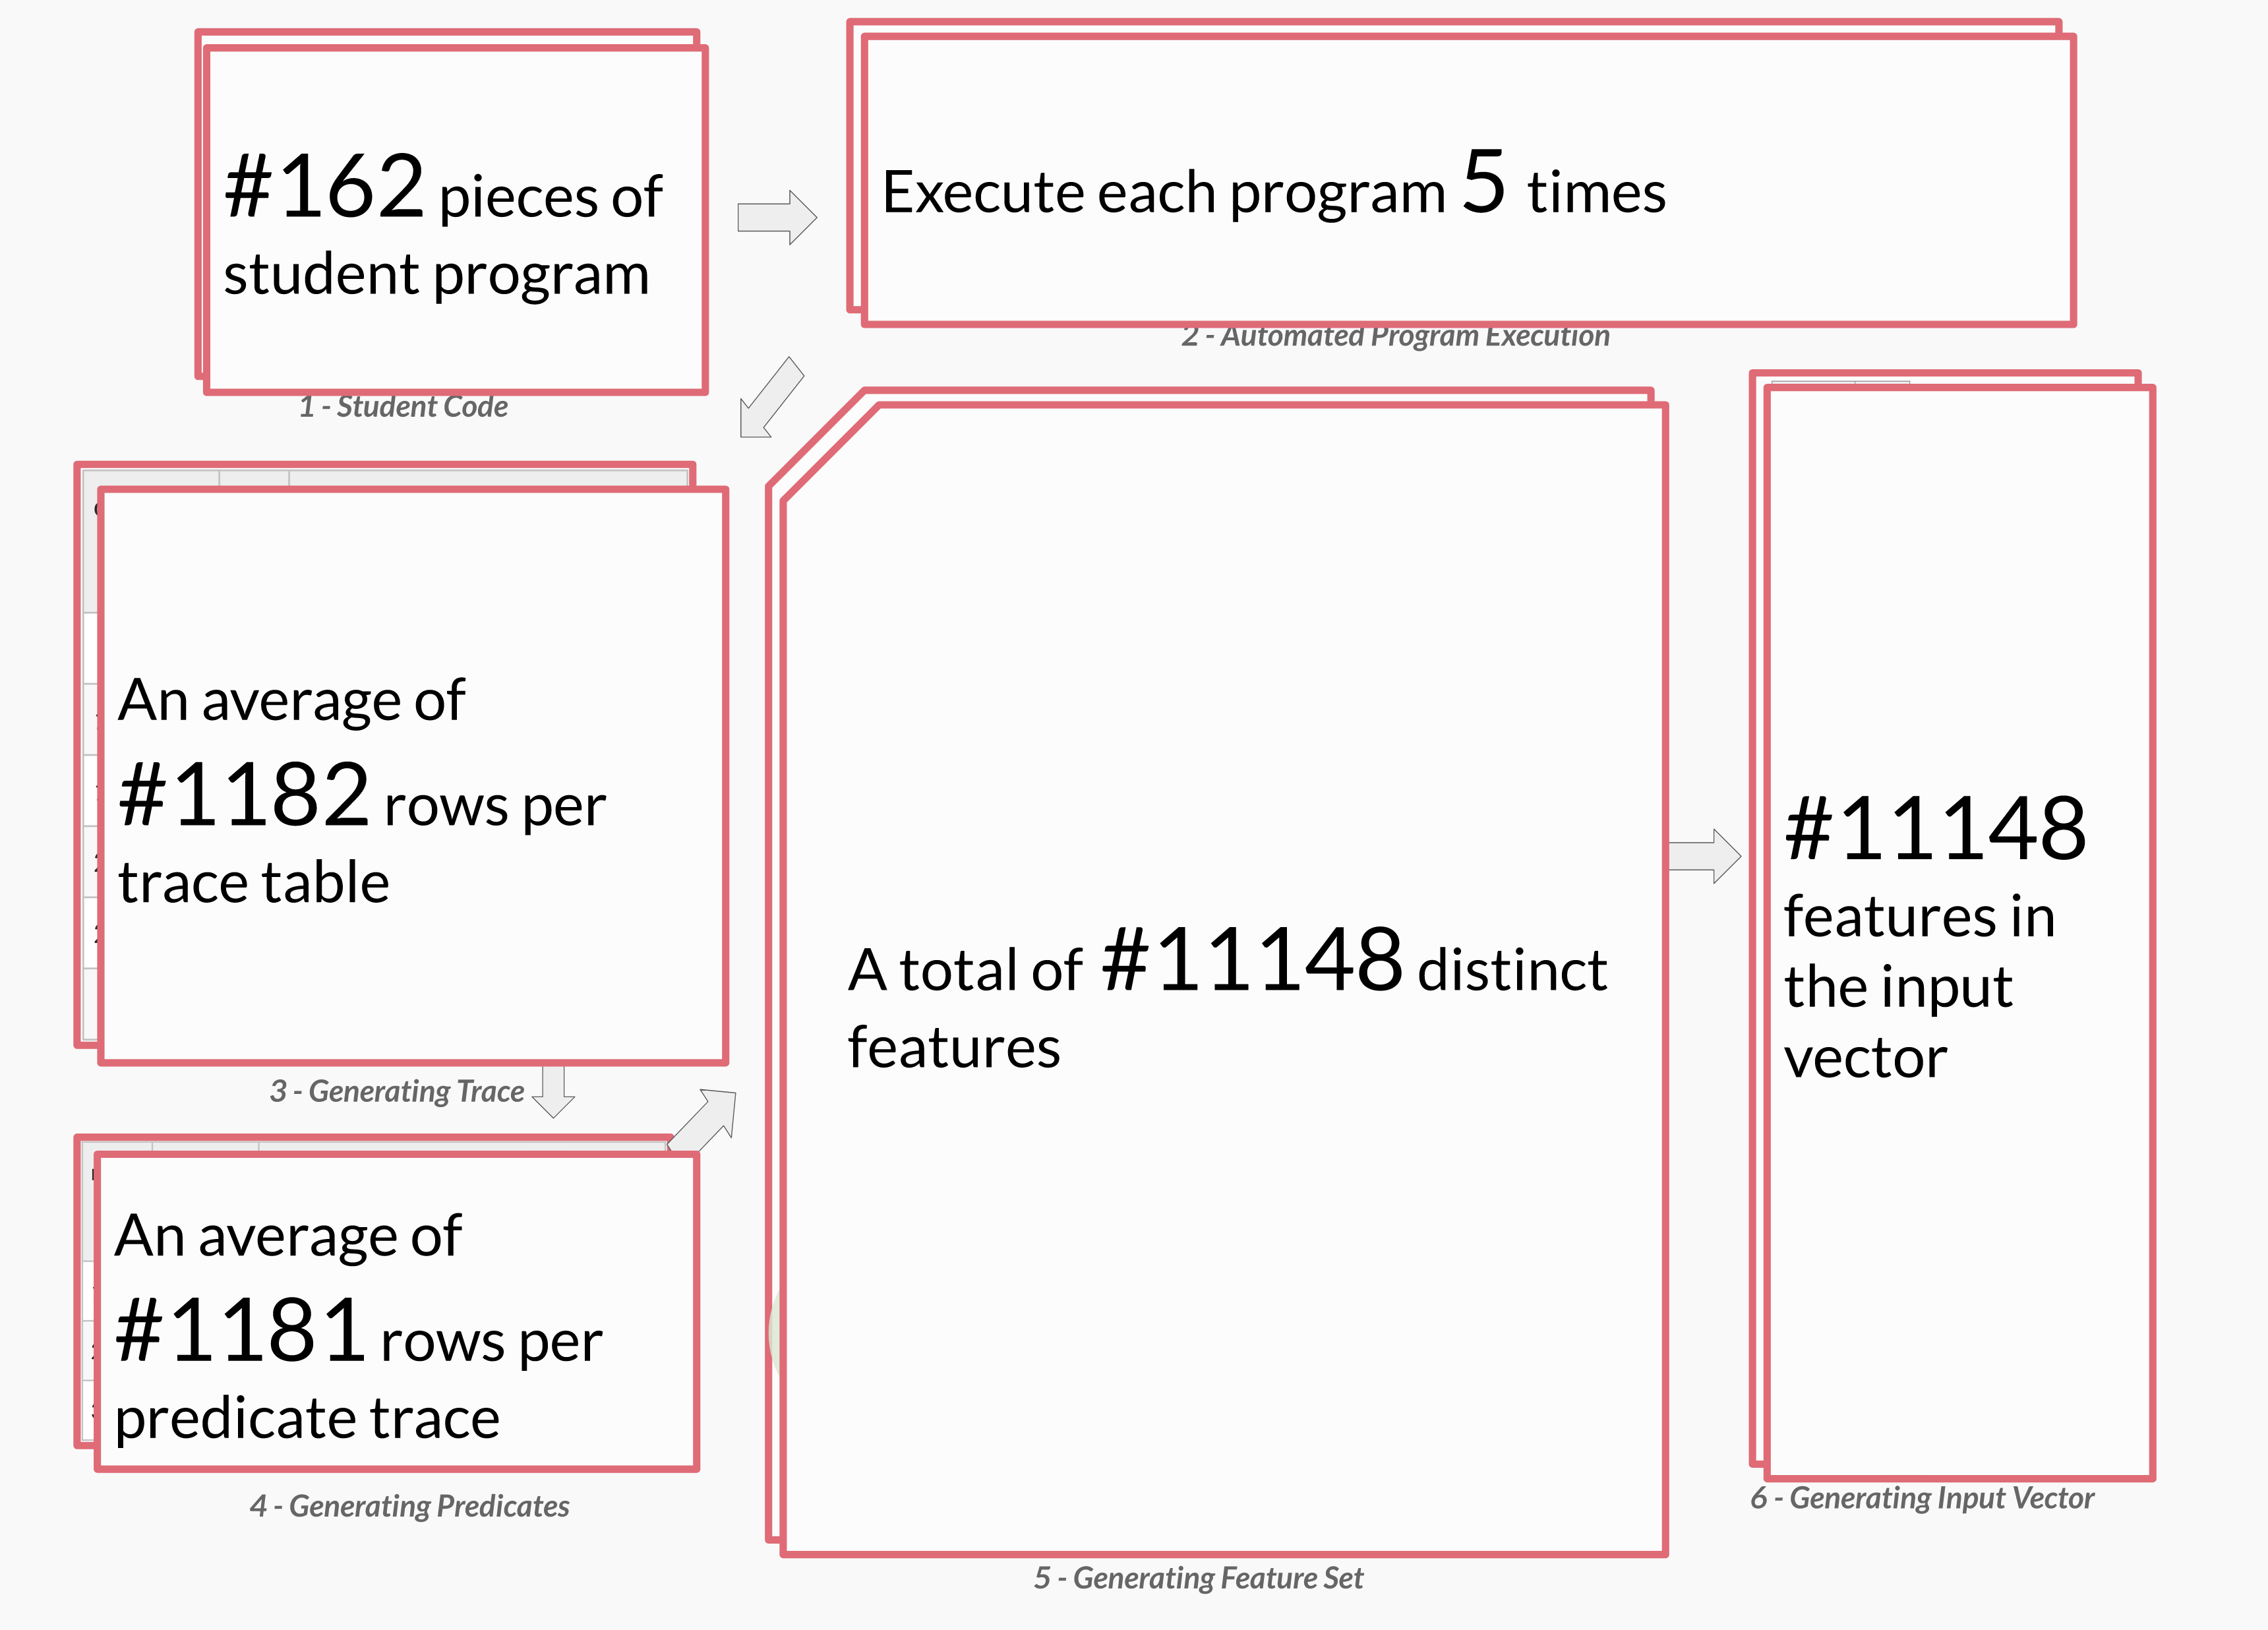 #162 pieces of
student program
1 - Student Code
Execute each program 5 times
2 - Automated Program Execution
An average of
#1182 rows per
trace table
3 - Generating Trace
An average of
#1181 rows per
predicate trace
4 - Generating Predicates
A total of #11148 distinct
features
5 - Generating Feature Set
#11148
features in
the input
vector
6 - Generating Input Vector